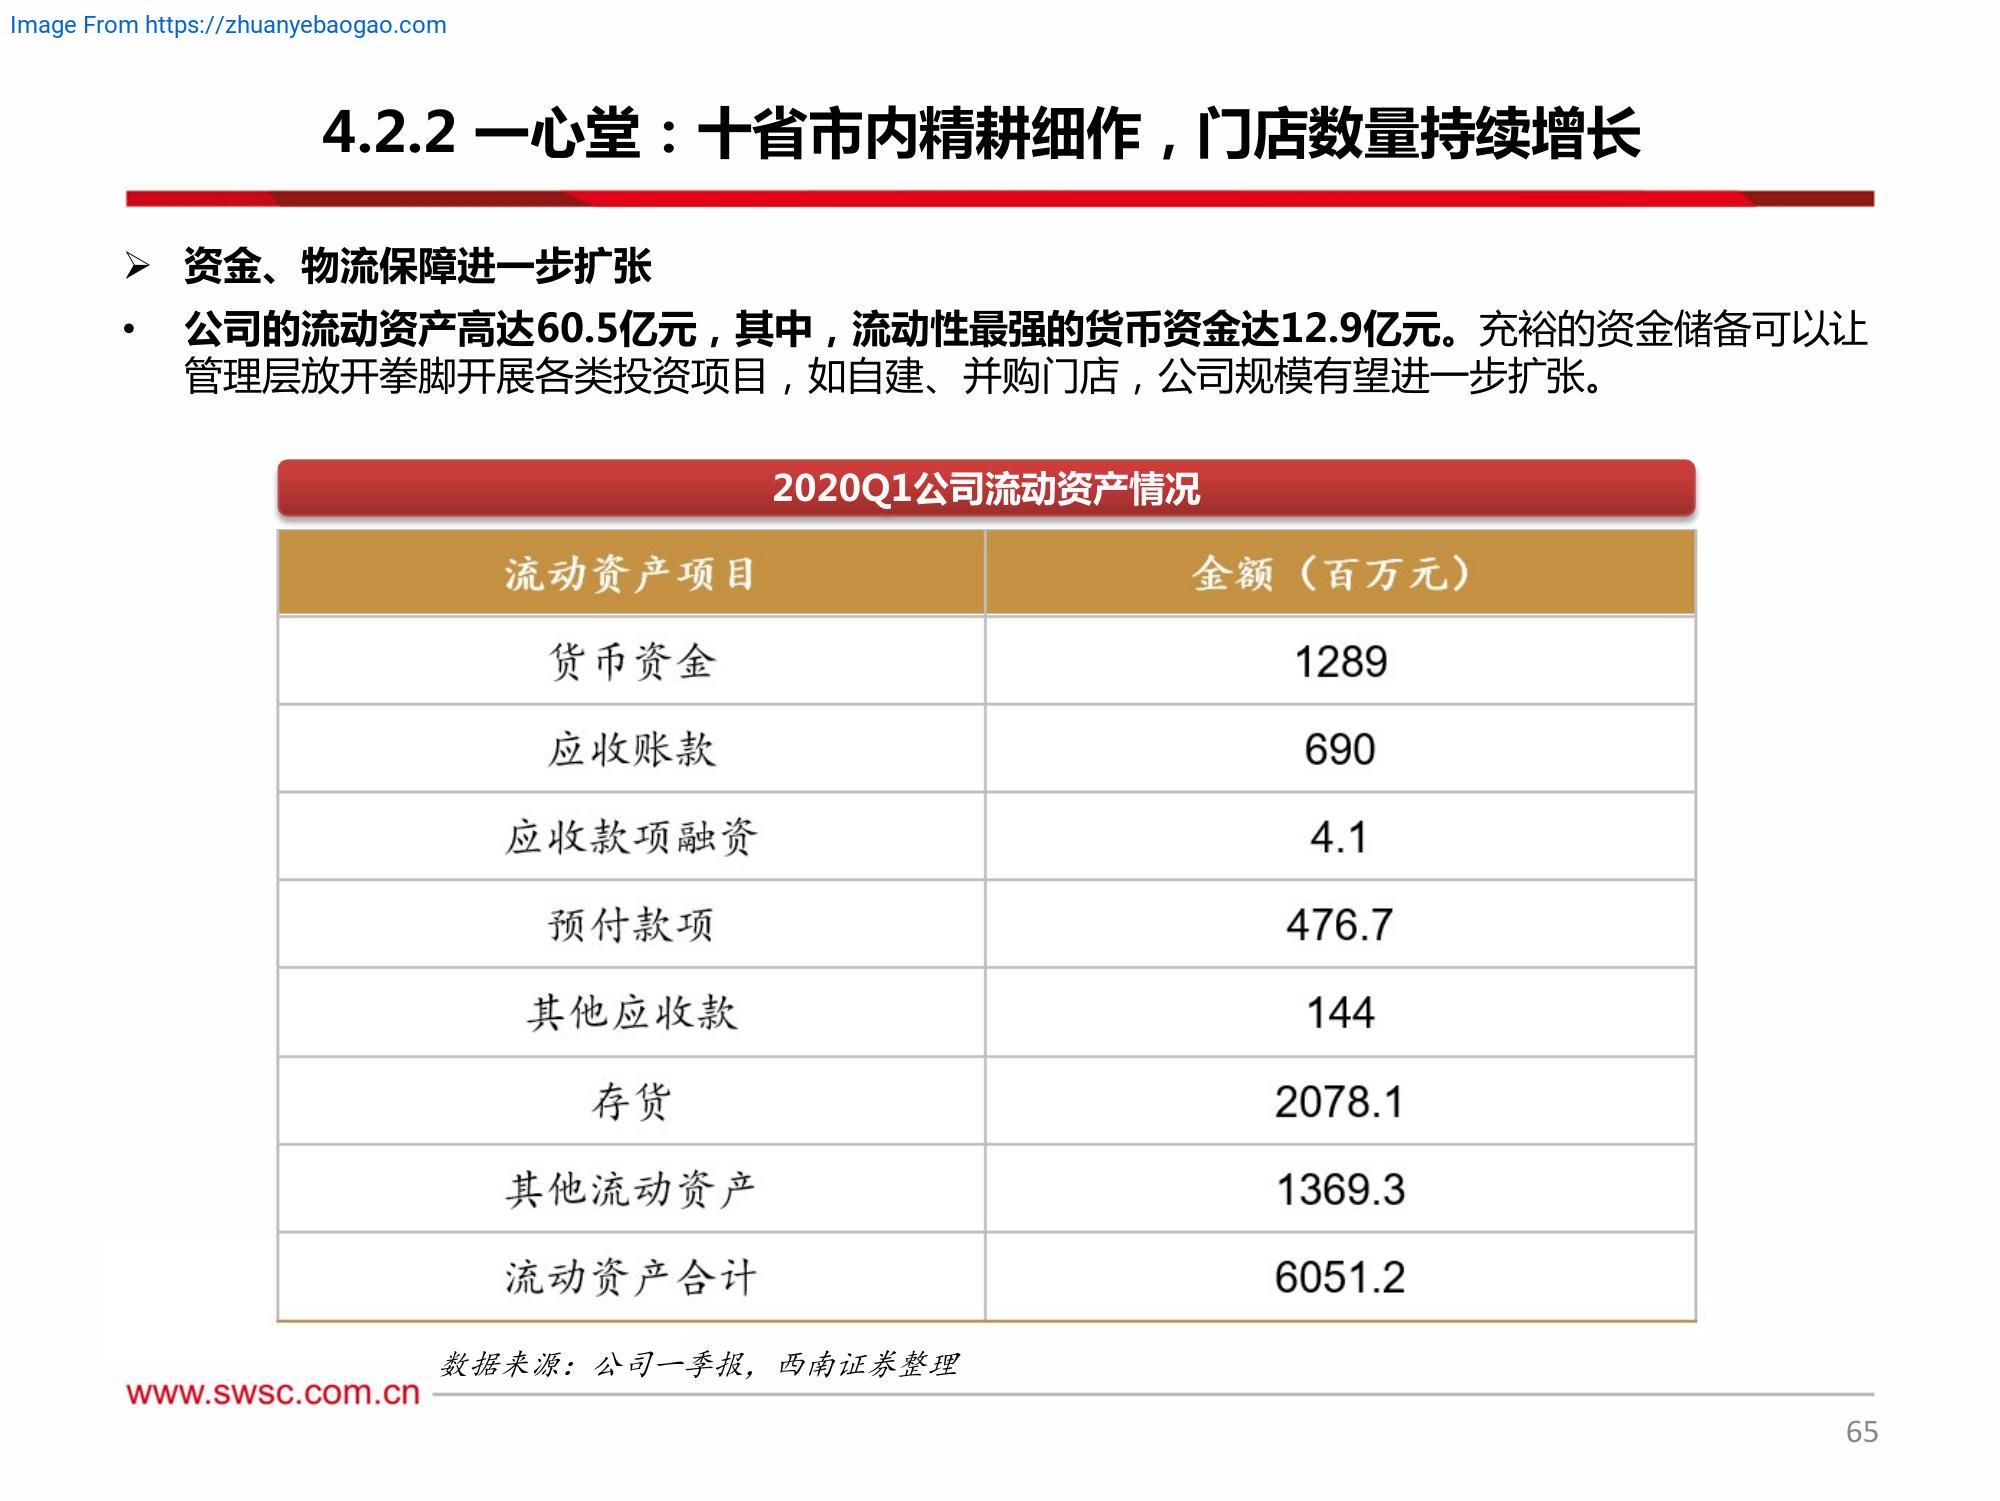 Image From https://zhuanyebaogao.com
4.2.2 一心堂：十省市内精耕细作，门店数量持续增长
➢ 资金、物流保障进一步扩张
• 公司的流动资产高达60.5亿元，其中，流动性最强的货币资金达12.9亿元。充裕的资金储备可以让
管理层放开拳脚开展各类投资项目，如自建、并购门店，公司规模有望进一步扩张。
2020Q1公司流动资产情况
流动资产项目 金额（百万元）
货币资金 1289
应收账款 690
应收款项融资 4.1
预付款项 476.7
其他应收款 144
存货 2078.1
其他流动资产 1369.3
流动资产合计 6051.2
数据来源：公司一季报，西南证券整理
www.swsc.com.cn
65